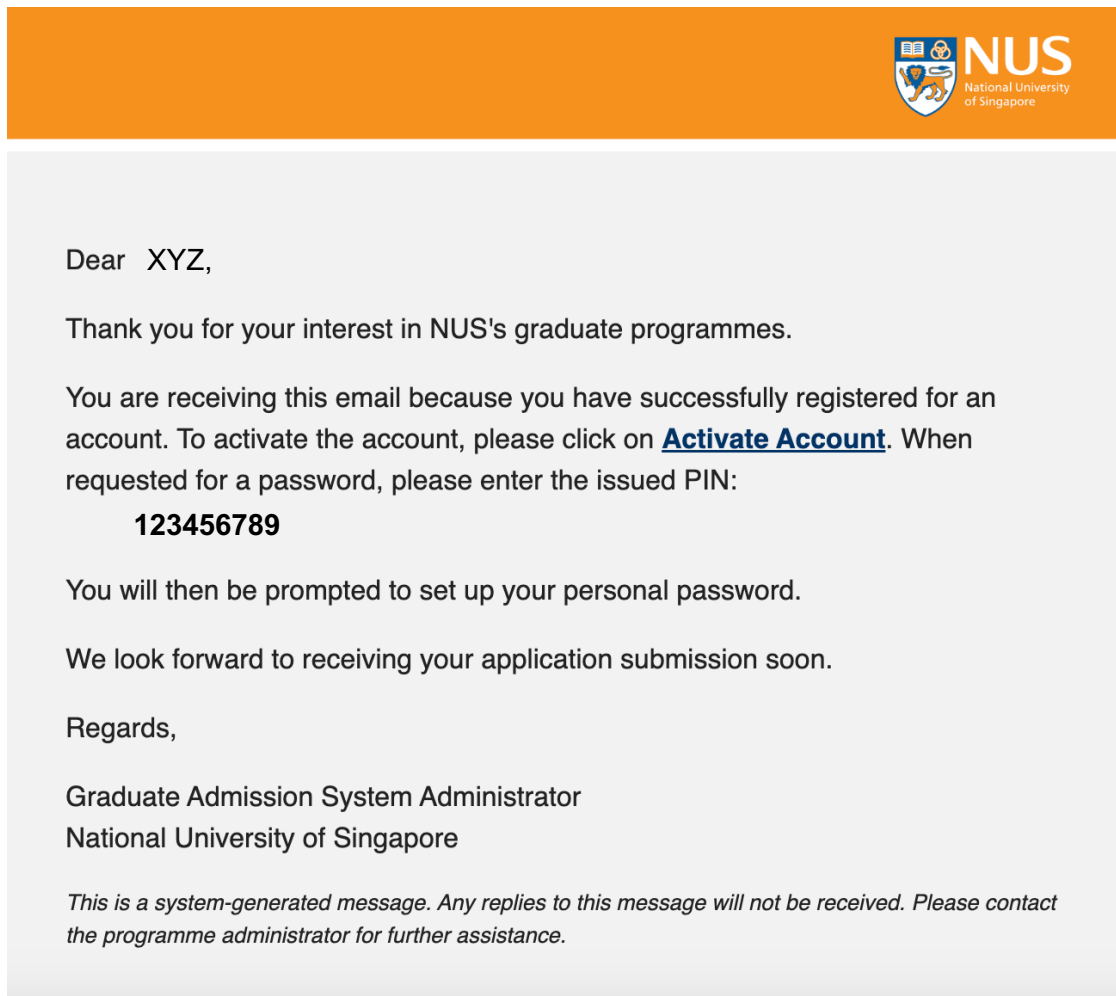 NUS
National University
of Singapore
Dear XYZ,
Thank you for your interest in NUS's graduate programmes.
You are receiving this email because you have successfully registered for an
account. To activate the account, please click on Activate Account. When
requested for a password, please enter the issued PIN:
123456789
You will then be prompted to set up your personal password.
We look forward to receiving your application submission soon.
Regards,
Graduate Admission System Administrator
National University of Singapore
This is a system-generated message. Any replies to this message will not be received. Please contact
the programme administrator for further assistance.